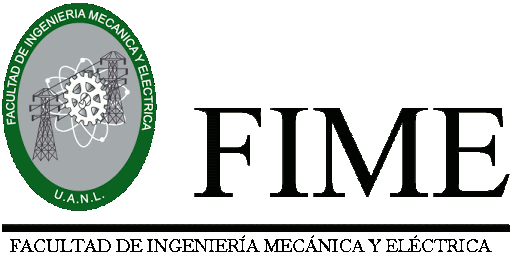 FACULTAD DE INGENIERIA MECANICA Y ELECTRICA
U.A.N.L.
FIME
FACULTAD DE INGENIERÍA MECÁNICA Y ELÉCTRICA